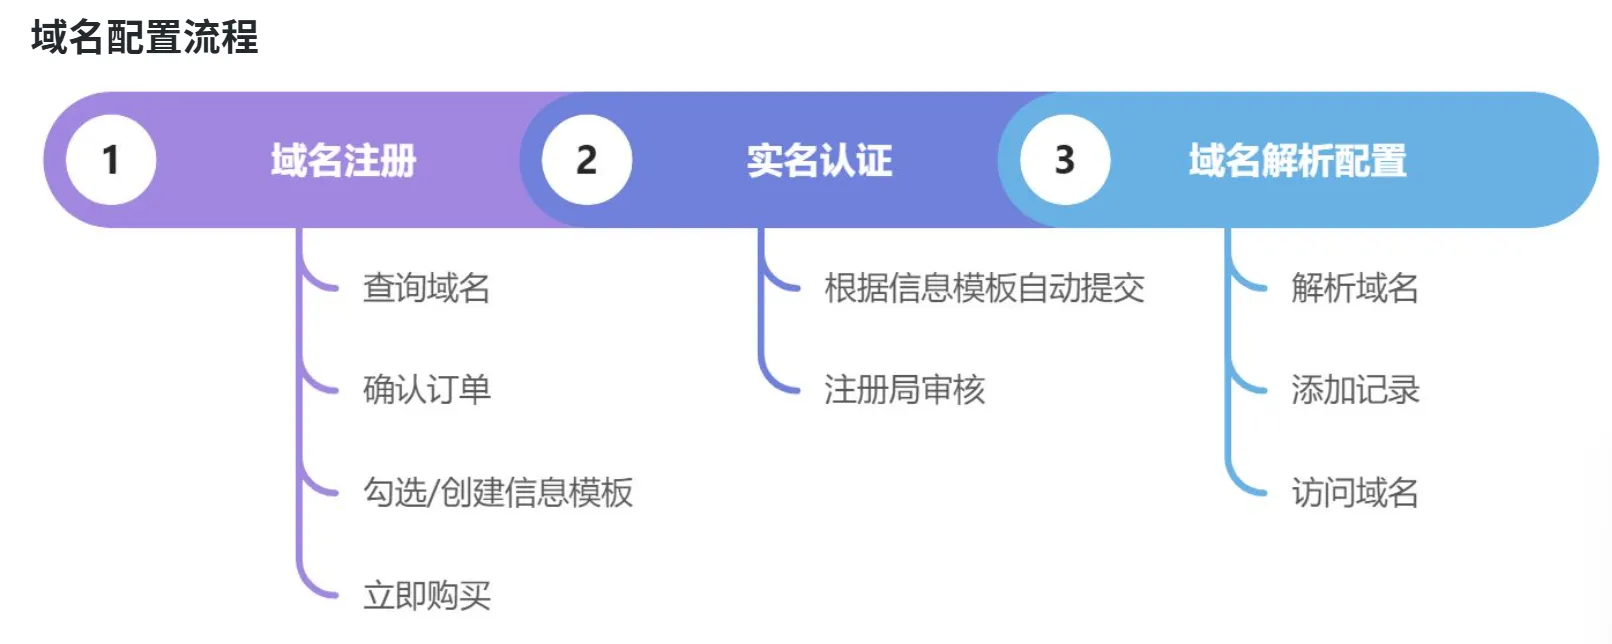 域名配置流程
1 域名注册
查询域名
确认订单
勾选/创建信息模板
立即购买
2 实名认证
根据信息模板自动提交
注册局审核
3 域名解析配置
解析域名
添加记录
访问域名